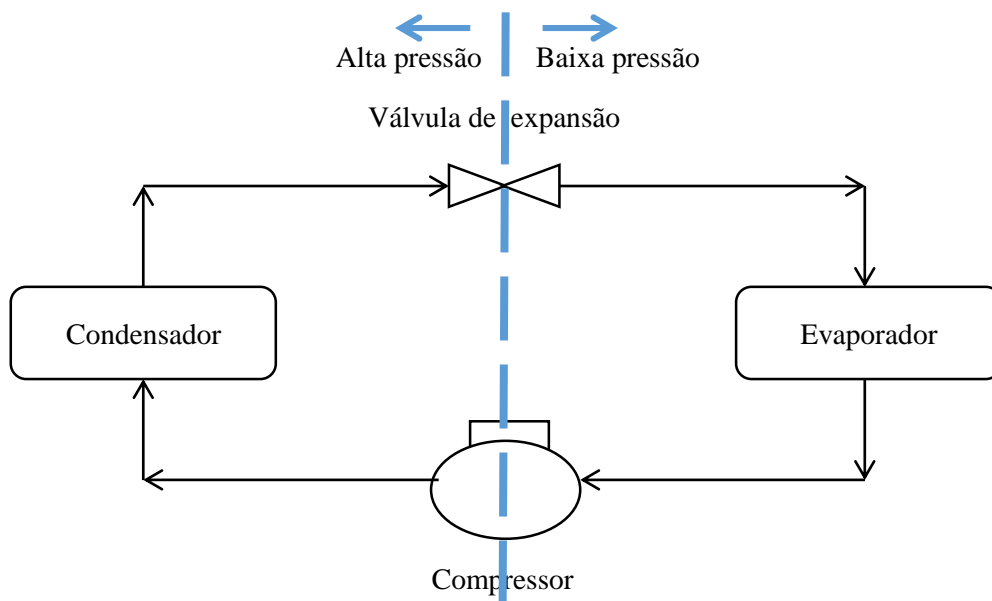 Alta pressão
Baixa pressão
Válvula de expansão
Condensador
Evaporador
Compressor